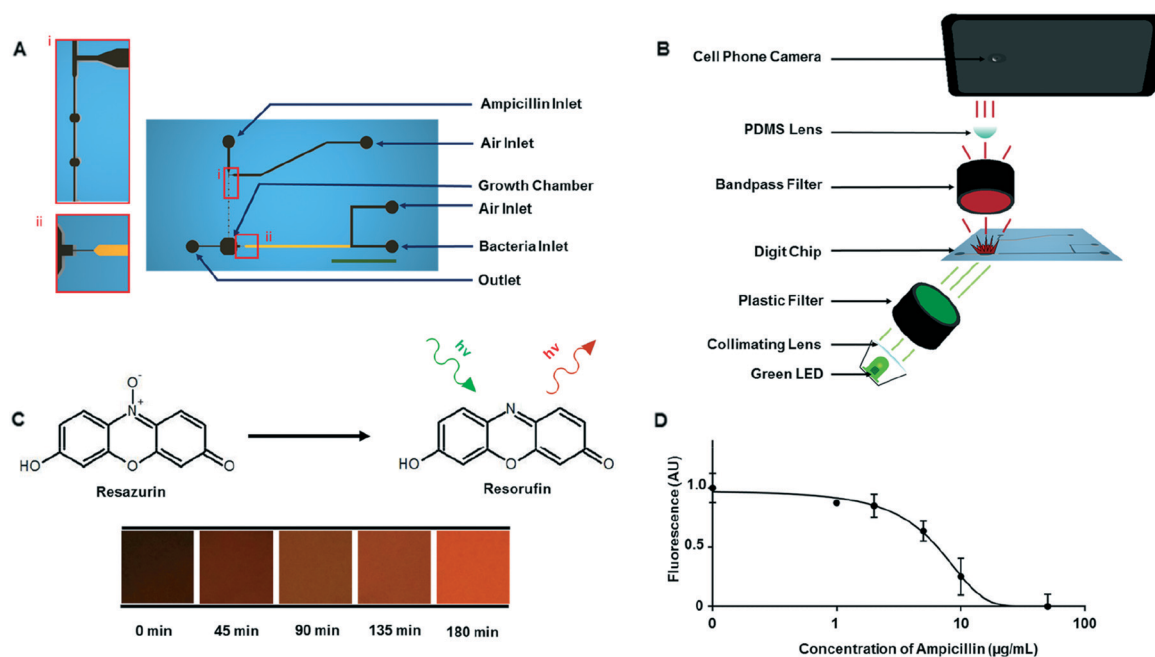 A
i
ii
i
ii
Ampicillin Inlet
Air Inlet
Growth Chamber
Air Inlet
Bacteria Inlet
Outlet
B
Cell Phone Camera
PDMS Lens
Bandpass Filter
Digit Chip
Plastic Filter
Collimating Lens
Green LED
C
O-
N+
HO
O
O
Resazurin
hv
hv
N
HO
O
O
Resorufin
0 min
45 min
90 min
135 min
180 min
D
Fluorescence (AU)
1.0
0.5
0
0
1
10
100
Concentration of Ampicillin (µg/mL)